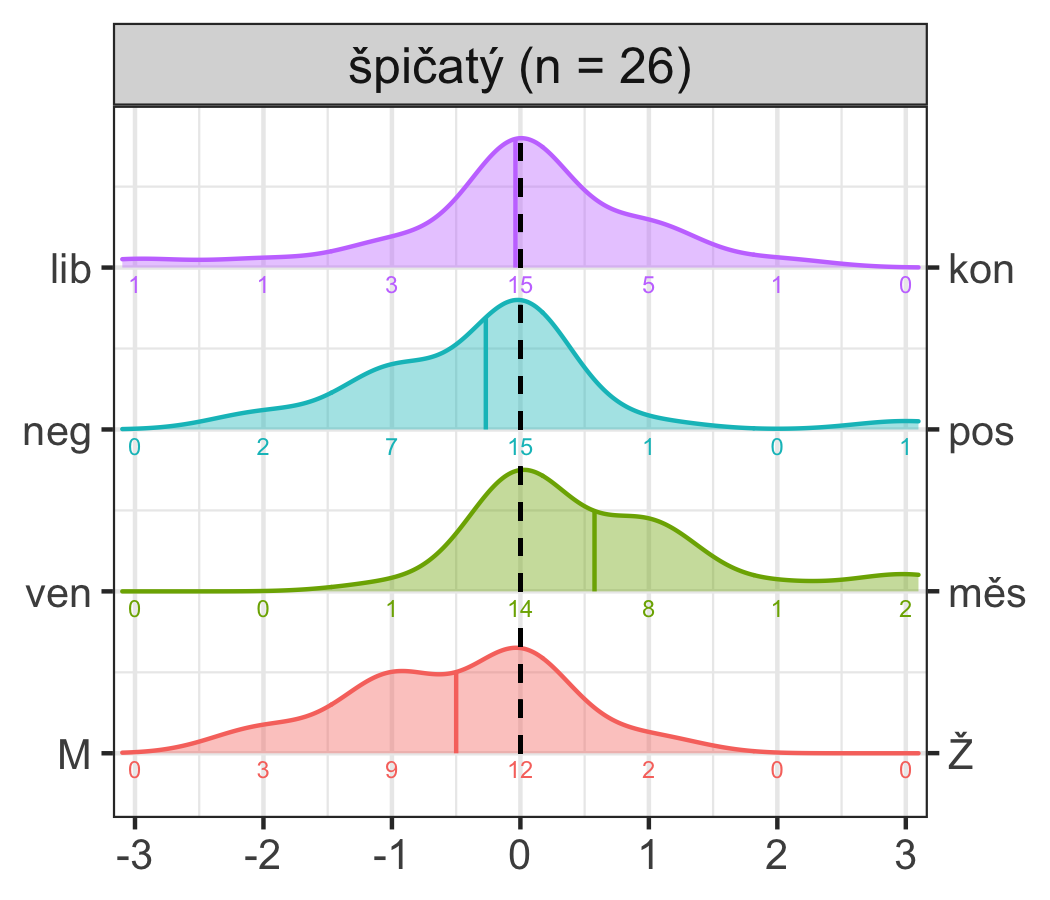 špičatý (n = 26)
lib kon
1 1 3 15 5 1 0
neg pos
0 2 7 15 1 0 1
ven měs
0 0 1 14 8 1 2
M Ž
0 3 9 12 2 0 0
-3 -2 -1 0 1 2 3